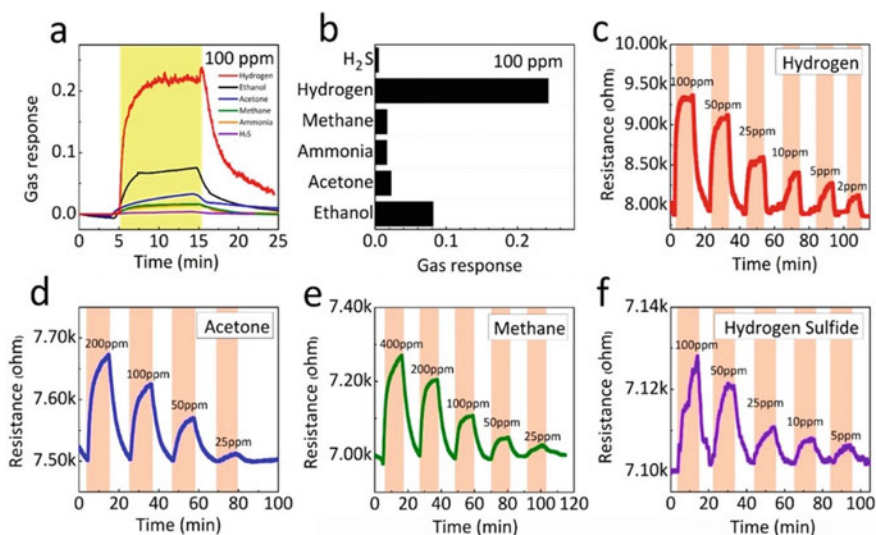 a
100 ppm
Hydrogen
Ethanol
Acetone
Methane
Ammonia
H₂S
Gas response
0.2
0.1
0.0
0 5 10 15 20 25
Time (min)
b
100 ppm
H₂S
Hydrogen
Methane
Ammonia
Acetone
Ethanol
0.0 0.1 0.2
Gas response
c
Hydrogen
Resistance (Ohm)
10.00k
9.50k
9.00k
8.50k
8.00k
100ppm
50ppm
25ppm
10ppm
5ppm
2ppm
0 20 40 60 80 100
Time (min)
d
Acetone
Resistance (Ohm)
7.70k
7.60k
7.50k
200ppm
100ppm
50ppm
25ppm
0 20 40 60 80 100
Time (min)
e
Methane
Resistance (Ohm)
7.40k
7.20k
7.00k
400ppm
200ppm
100ppm
50ppm
25ppm
0 20 40 60 80 100 120
Time (min)
f
Hydrogen Sulfide
Resistance (Ohm)
7.14k
7.12k
7.10k
100ppm
50ppm
25ppm
10ppm
5ppm
0 20 40 60 80 100
Time (min)